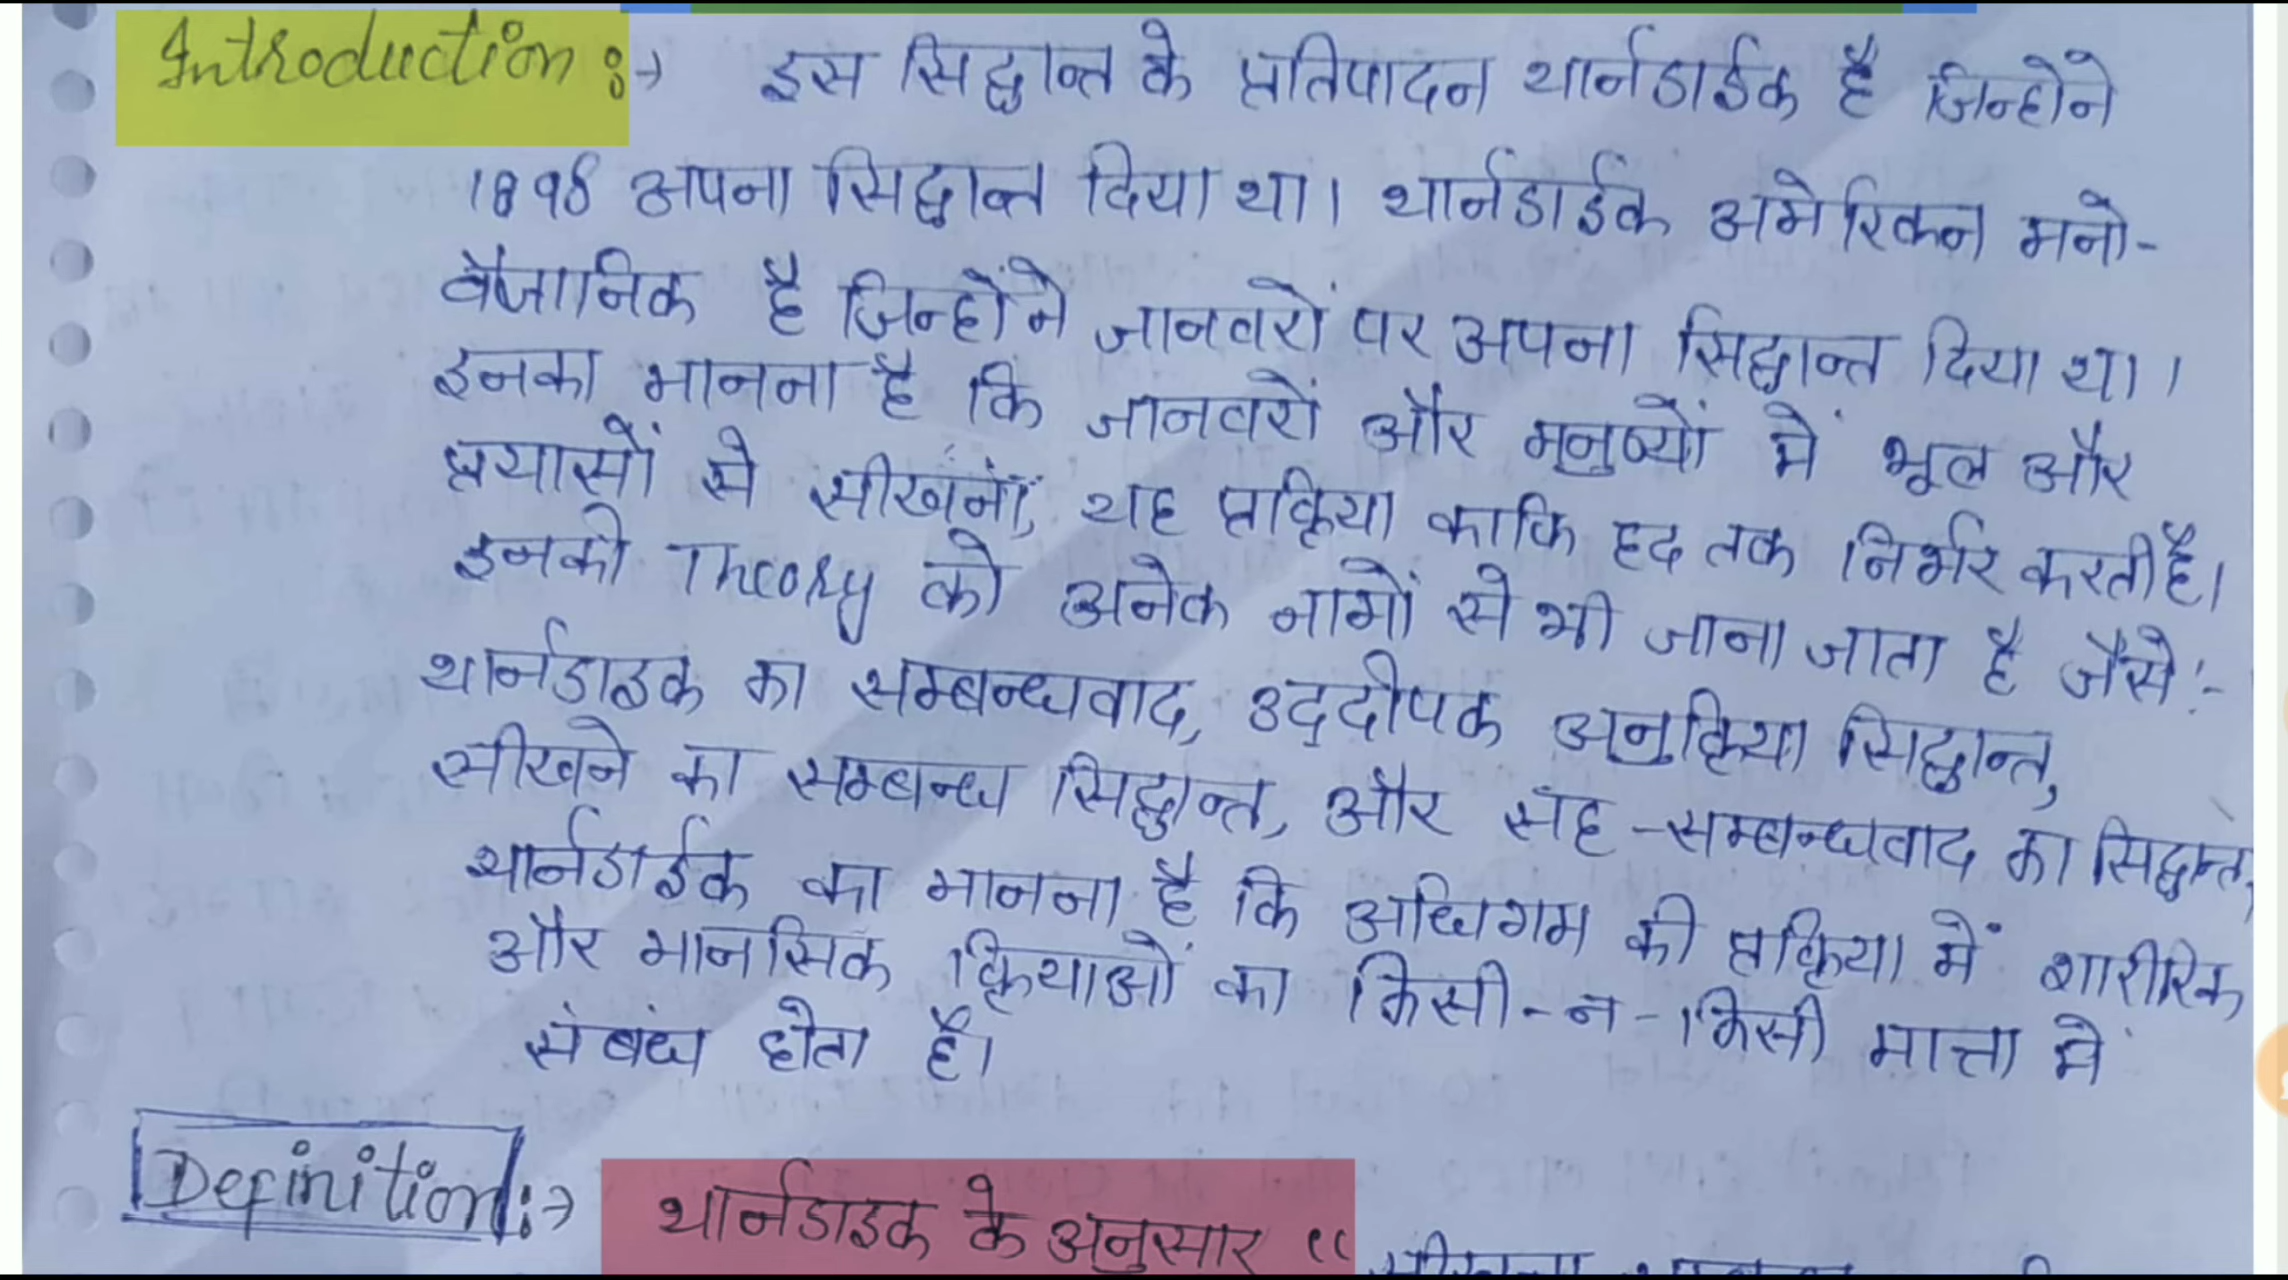 Introduction :→ इस सिद्धान्त के प्रतिपादन थार्नडाईक है जिन्होने
1898 अपना सिद्धान्त दिया था। थार्नडाईक अमेरिकन मनो-
वैज्ञानिक है जिन्होंने जानवरों पर अपना सिद्धान्त दिया था।
इनका मानना है कि जानवरों और मनुष्यों में भूल और
प्रयासों से सीखनां, यह प्रक्रिया काफि हद तक निर्भर करती है।
इनकी Theory को अनेक नामों से भी जाना जाता है जैसे:-
थार्नडाइक का सम्बन्धवाद, उद्दीपक अनुक्रिया सिद्धान्त,
सीखने का सम्बन्ध सिद्धान्त, और सह-सम्बन्धवाद का सिद्धान्त,
थार्नडाईक का मानना है कि अधिगम की प्रक्रिया में शारीरिक
और मानसिक क्रियाओं का किसी-न-किसी मात्रा में
संबंध होता है।
Definition :→ थार्नडाइक के अनुसार "